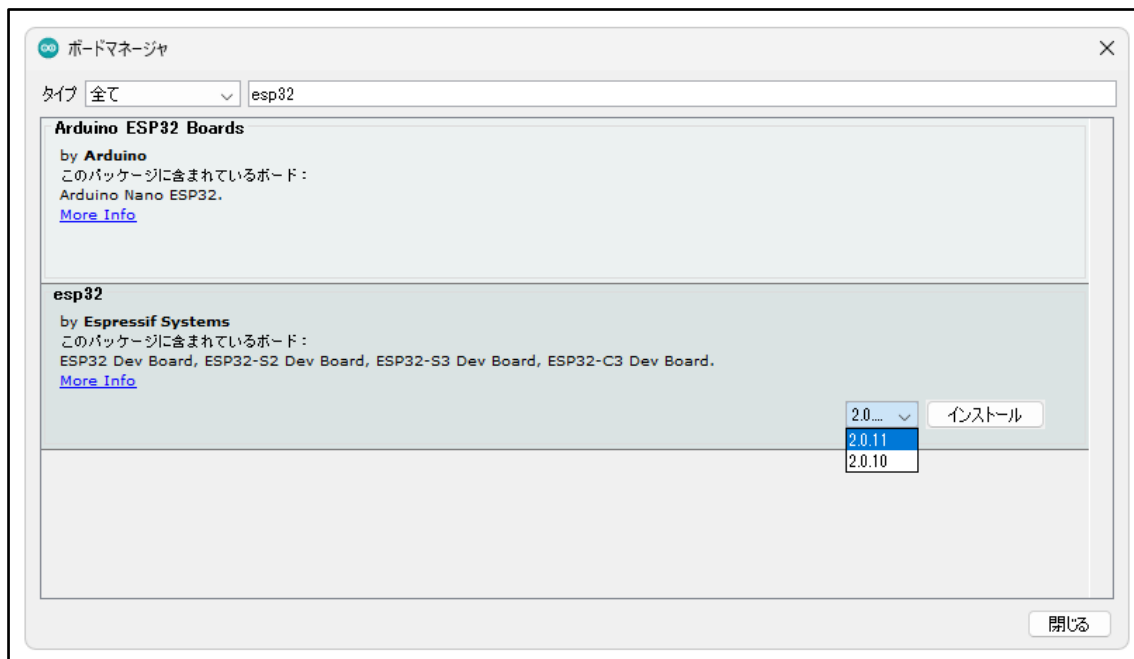 ボードマネージャ
タイプ 全て esp32
Arduino ESP32 Boards
by Arduino
このパッケージに含まれているボード：
Arduino Nano ESP32.
More Info
esp32
by Espressif Systems
このパッケージに含まれているボード：
ESP32 Dev Board, ESP32-S2 Dev Board, ESP32-S3 Dev Board, ESP32-C3 Dev Board.
More Info
2.0.... インストール
2.0.11
2.0.10
閉じる